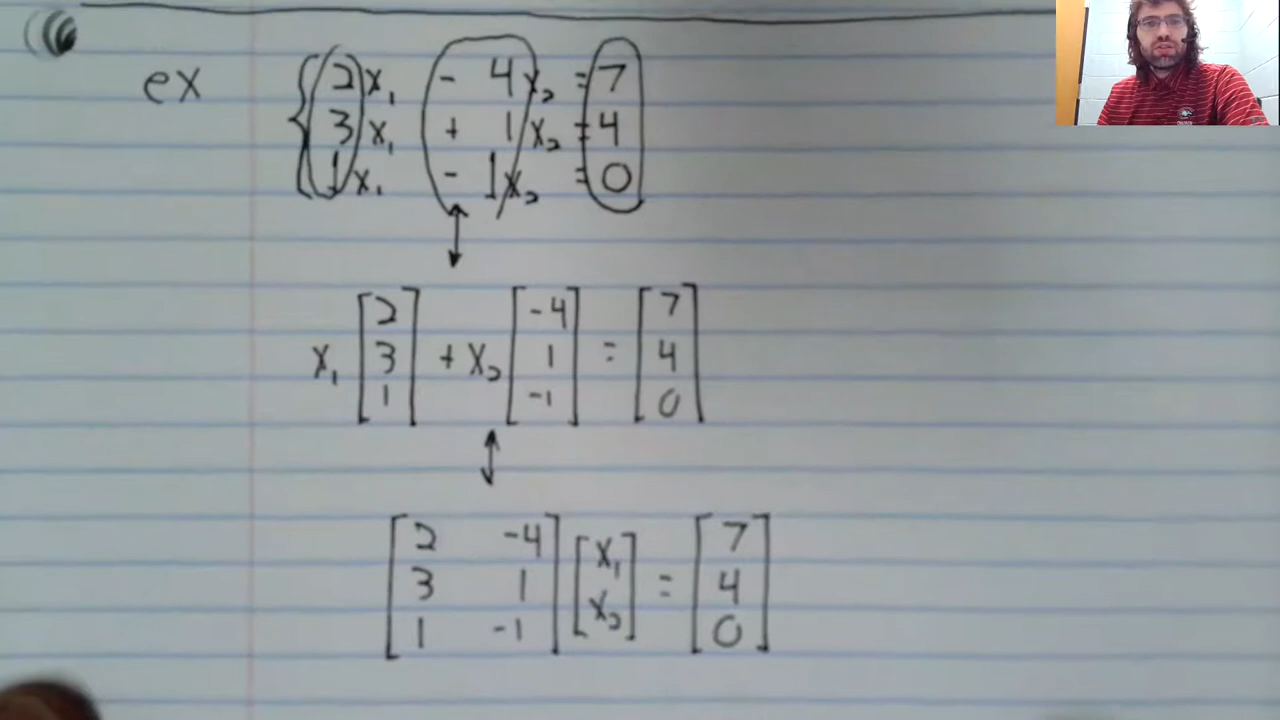 ex { 2x₁ - 4x₂ = 7
3x₁ + 1x₂ = 4
1x₁ - 1x₂ = 0
↕
x₁ [2 3 1] + x₂ [-4 1 -1] = [7 4 0]
↕
[2 -4] [x₁] = [7]
[3 1] [x₂] = [4]
[1 -1] [0]